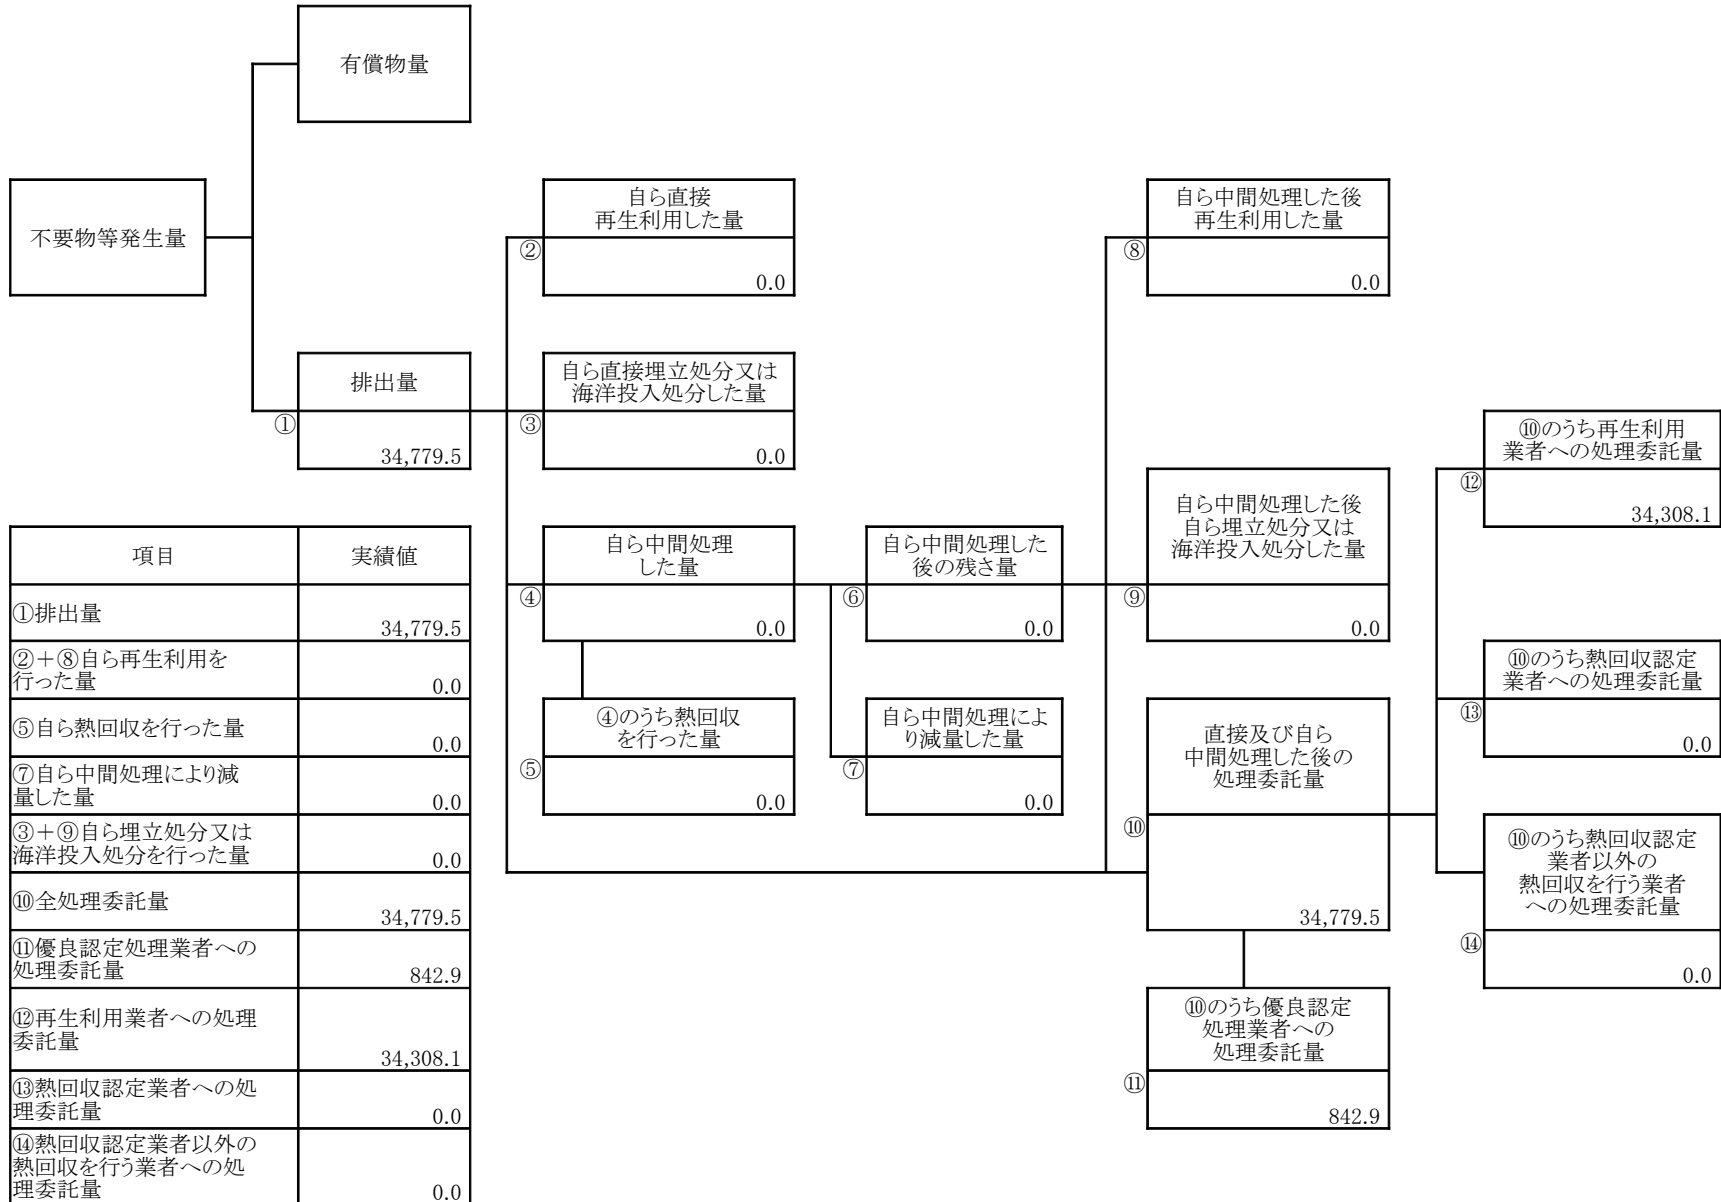 有償物量
不要物等発生量
自ら直接
再生利用した量
②
0.0
自ら中間処理した後
再生利用した量
⑧
0.0
排出量
①
34,779.5
自ら直接埋立処分又は
海洋投入処分した量
③
0.0
⑩のうち再生利用
業者への処理委託量
⑫
34,308.1
自ら中間処理
した量
④
0.0
自ら中間処理した
後の残さ量
⑥
0.0
自ら中間処理した後
自ら埋立処分又は
海洋投入処分した量
⑨
0.0
⑩のうち熱回収認定
業者への処理委託量
⑬
0.0
④のうち熱回収
を行った量
⑤
0.0
自ら中間処理によ
り減量した量
⑦
0.0
直接及び自ら
中間処理した後の
処理委託量
⑩
34,779.5
⑩のうち熱回収認定
業者以外の
熱回収を行う業者
への処理委託量
⑭
0.0
⑩のうち優良認定
処理業者への
処理委託量
⑪
842.9
項目 実績値
①排出量 34,779.5
②＋⑧自ら再生利用を
行った量 0.0
⑤自ら熱回収を行った量 0.0
⑦自ら中間処理により減
量した量 0.0
③＋⑨自ら埋立処分又は
海洋投入処分を行った量 0.0
⑩全処理委託量 34,779.5
⑪優良認定処理業者への
処理委託量 842.9
⑫再生利用業者への処理
委託量 34,308.1
⑬熱回収認定業者への処
理委託量 0.0
⑭熱回収認定業者以外の
熱回収を行う業者への処
理委託量 0.0